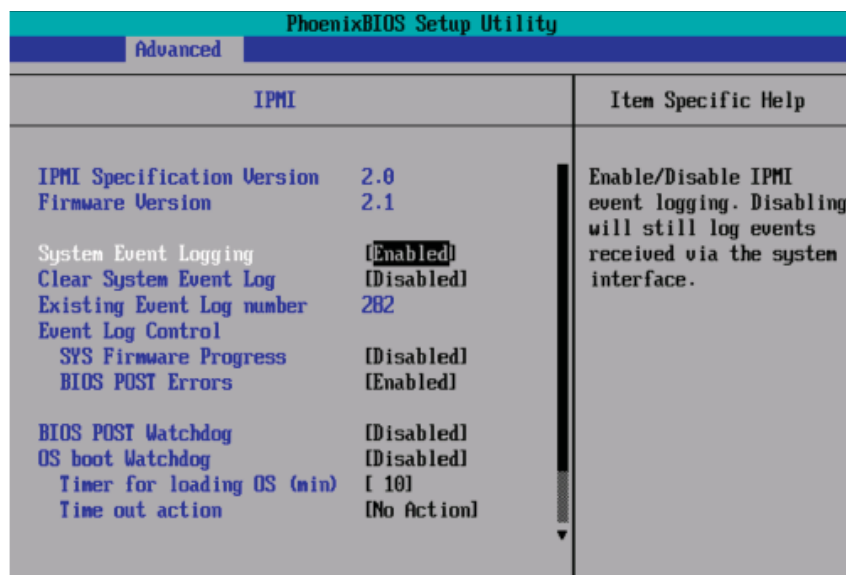 PhoenixBIOS Setup Utility
Advanced
IPMI
Item Specific Help
IPMI Specification Version 2.0
Firmware Version 2.1
System Event Logging [Enabled]
Clear System Event Log [Disabled]
Existing Event Log number 282
Event Log Control
SYS Firmware Progress [Disabled]
BIOS POST Errors [Enabled]
BIOS POST Watchdog [Disabled]
OS boot Watchdog [Disabled]
Timer for loading OS (min) [ 10]
Time out action [No Action]
Enable/Disable IPMI
event logging. Disabling
will still log events
received via the system
interface.